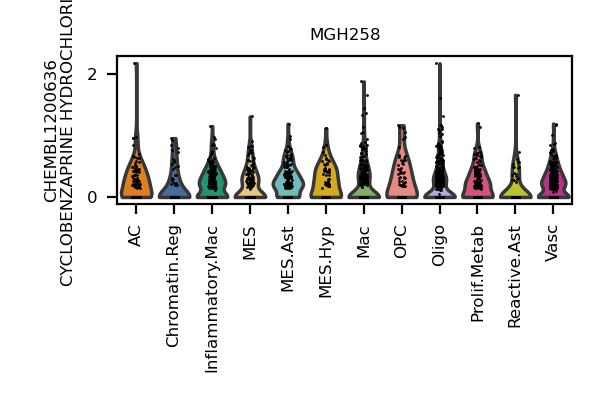 MGH258
CHEMBL1200636
CYCLOBENZAPRINE HYDROCHLORI
2
0
AC
Chromatin.Reg
Inflammatory.Mac
MES
MES.Ast
MES.Hyp
Mac
OPC
Oligo
Prolif.Metab
Reactive.Ast
Vasc